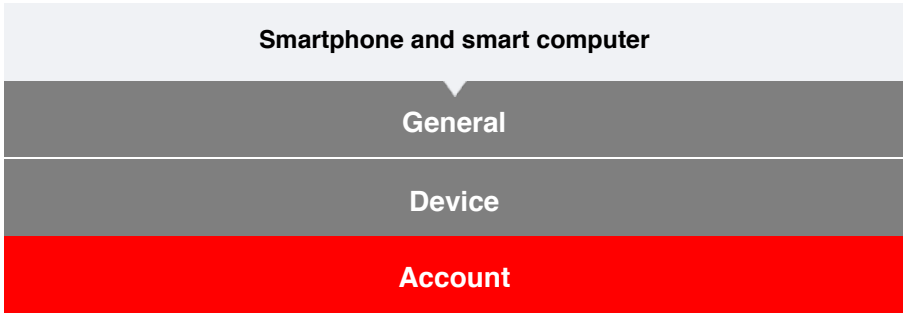 Smartphone and smart computer
General
Device
Account